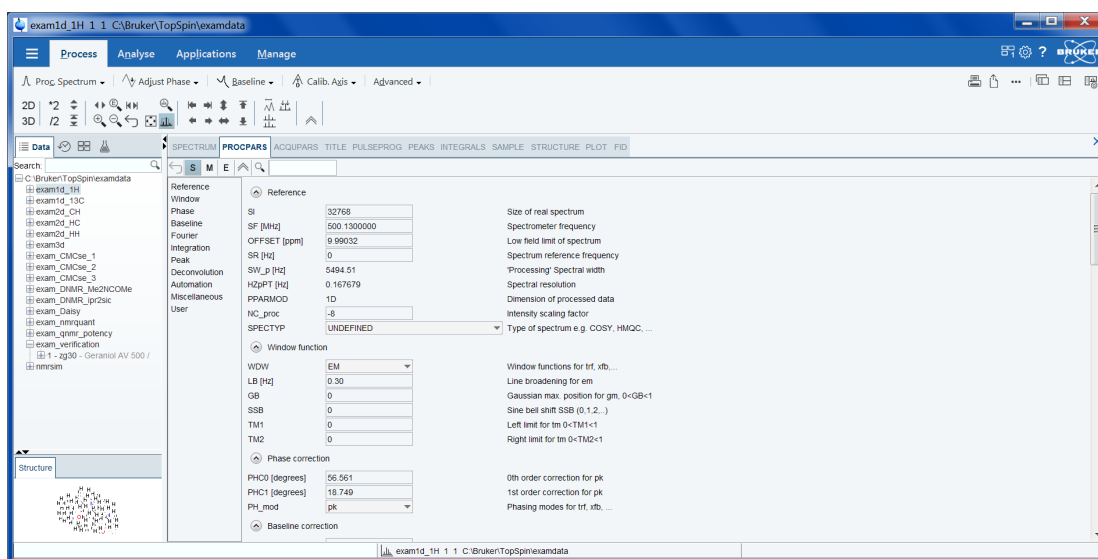 exam1d_1H 1 1 C:\Bruker\TopSpin\examdata
Process Analyse Applications Manage
? BRUKER
Proc. Spectrum Adjust Phase Baseline Calib. Axis Advanced
2D *2
3D /2
Data SPECTRUM PROCPARS ACQUPARS TITLE PULSEPROG PEAKS INTEGRALS SAMPLE STRUCTURE PLOT FID
Search: S M E
C:\Bruker\TopSpin\examdata
exam1d_1H
exam1d_13C
exam2d_CH
exam2d_HC
exam2d_HH
exam3d
exam_CMCse_1
exam_CMCse_2
exam_CMCse_3
exam_DNMR_Me2NCOMe
exam_DNMR_ipr2sic
exam_Daisy
exam_nmrquant
exam_qnmr_potency
exam_verification
1 - zg30 - Geraniol AV 500 /
nmrsim
Structure
Reference
Window
Phase
Baseline
Fourier
Integration
Peak
Deconvolution
Automation
Miscellaneous
User
Reference
SI 32768 Size of real spectrum
SF [MHz] 500.1300000 Spectrometer frequency
OFFSET [ppm] 9.99032 Low field limit of spectrum
SR [Hz] 0 Spectrum reference frequency
SW_p [Hz] 5494.51 'Processing' Spectral width
HZpPT [Hz] 0.167679 Spectral resolution
PPARMOD 1D Dimension of processed data
NC_proc -8 Intensity scaling factor
SPECTYP UNDEFINED Type of spectrum e.g. COSY, HMQC, ...
Window function
WDW EM Window functions for trf, xfb,...
LB [Hz] 0.30 Line broadening for em
GB 0 Gaussian max. position for gm, 0<GB<1
SSB 0 Sine bell shift SSB (0,1,2,..)
TM1 0 Left limit for tm 0<TM1<1
TM2 0 Right limit for tm 0<TM2<1
Phase correction
PHC0 [degrees] 56.561 0th order correction for pk
PHC1 [degrees] 18.749 1st order correction for pk
PH_mod pk Phasing modes for trf, xfb, ...
Baseline correction
exam1d_1H 1 1 C:\Bruker\TopSpin\examdata